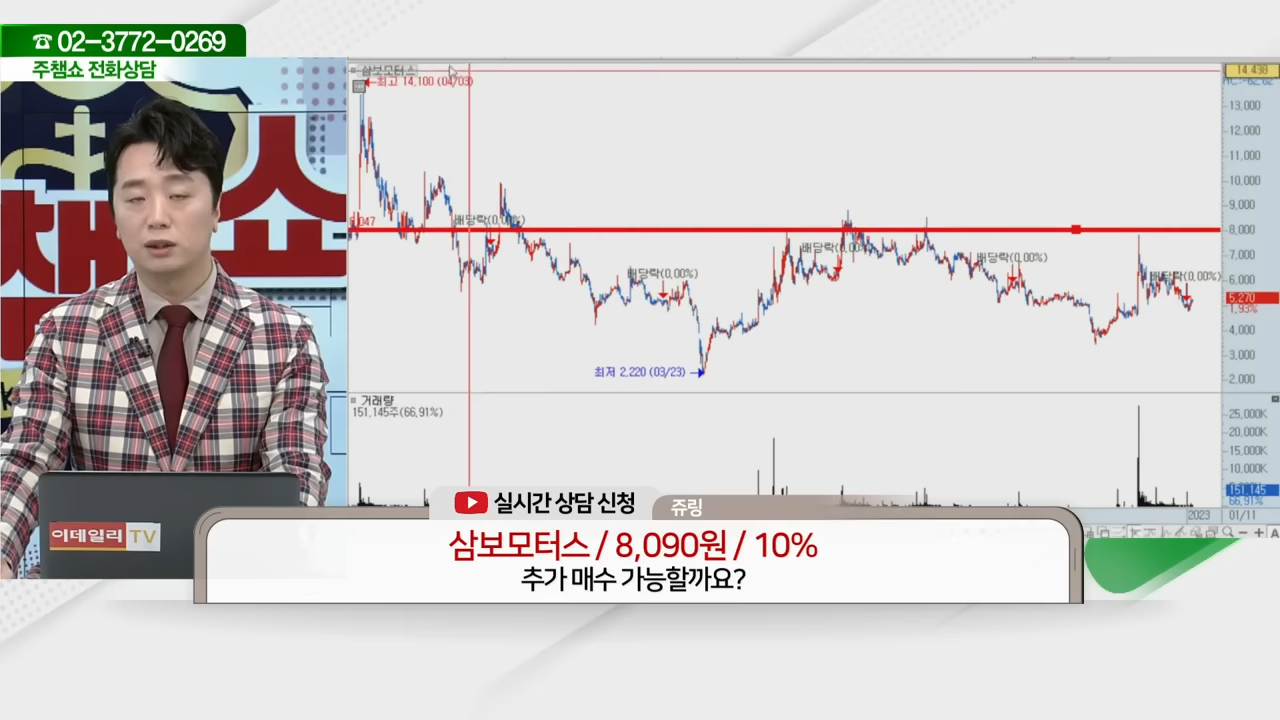 ☎ 02-3772-0269
주챔쇼 전화상담
챔쇼
이데일리 TV
삼보모터스
최고 14,100 (04/03)
8,047
배당락(0,00%)
배당락(0,00%)
배당락(0,00%)
배당락(0,00%)
배당락(0,00%)
최저 2,220 (03/23)
14,438
13,000
12,000
11,000
10,000
9,000
8,000
7,000
6,000
5,270
1,93%
4,000
3,000
2,000
거래량
151,145주(66,91%)
25,000K
20,000K
15,000K
10,000K
151,145
66,91%
2023
01/11
실시간 상담 신청
쥬링
삼보모터스 / 8,090원 / 10%
추가 매수 가능할까요?